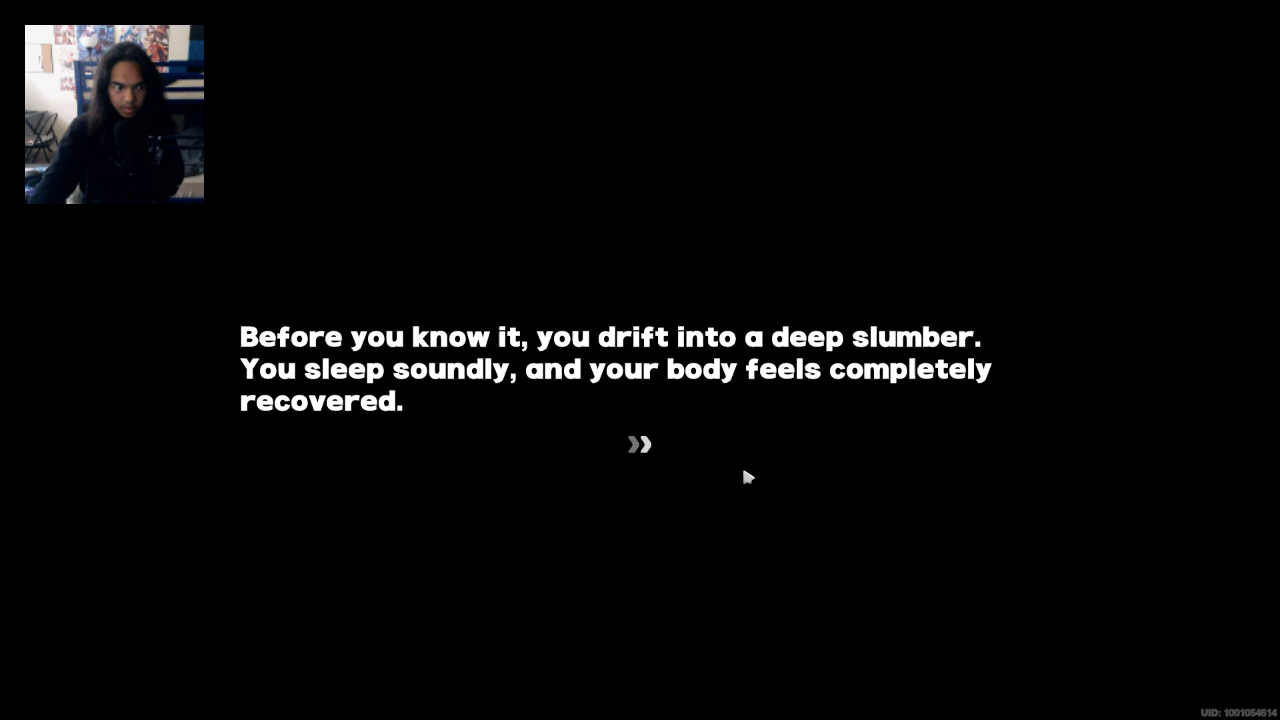 Before you know it, you drift into a deep slumber.
You sleep soundly, and your body feels completely
recovered.
UID: 1001054614